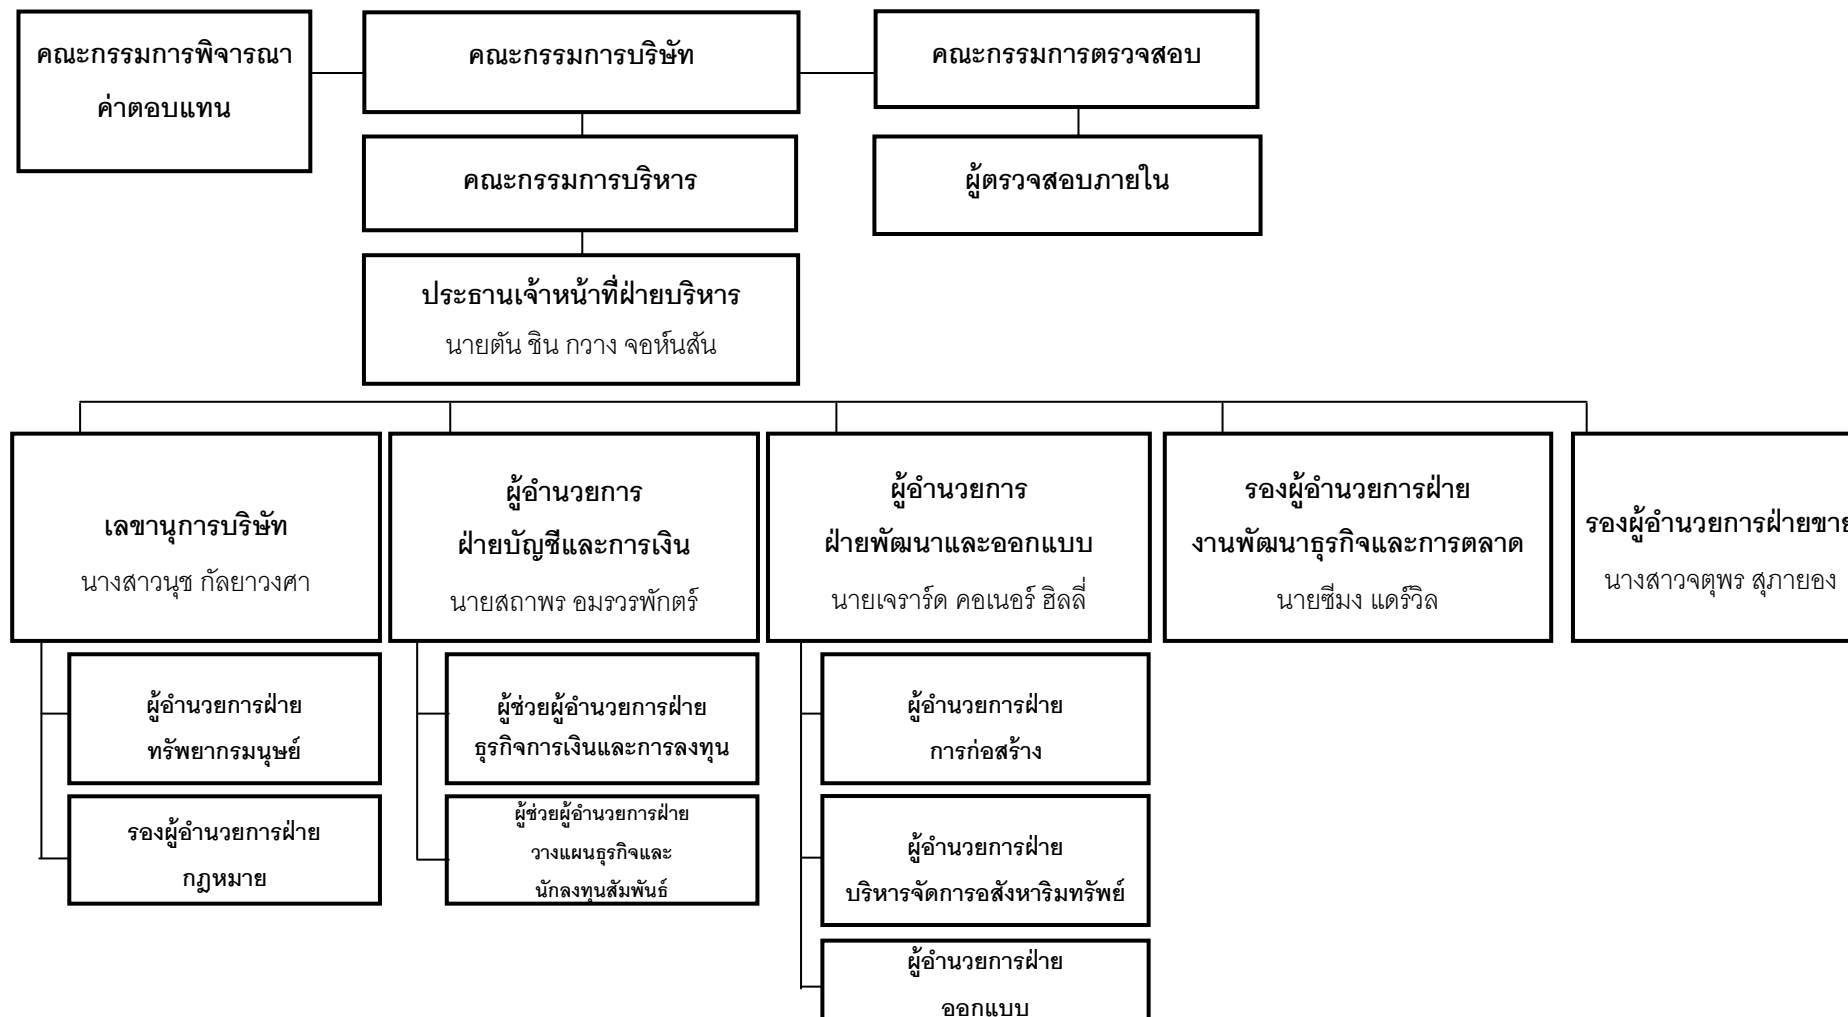 คณะกรรมการพิจารณา
ค่าตอบแทน
คณะกรรมการบริษัท
คณะกรรมการตรวจสอบ
คณะกรรมการบริหาร
ผู้ตรวจสอบภายใน
ประธานเจ้าหน้าที่ฝ่ายบริหาร
นายตัน ชิน กวาง จอห์นสัน
เลขานุการบริษัท
นางสาวนุช กัลยาวงศา
ผู้อำนวยการ
ฝ่ายบัญชีและการเงิน
นายสถาพร อมรวรพักตร์
ผู้อำนวยการ
ฝ่ายพัฒนาและออกแบบ
นายเจราร์ด คอเนอร์ ฮิลลี่
รองผู้อำนวยการฝ่าย
งานพัฒนาธุรกิจและการตลาด
นายซีมง แดร์วิล
รองผู้อำนวยการฝ่ายขาย
นางสาวจตุพร สุภายอง
ผู้อำนวยการฝ่าย
ทรัพยากรมนุษย์
รองผู้อำนวยการฝ่าย
กฎหมาย
ผู้ช่วยผู้อำนวยการฝ่าย
ธุรกิจการเงินและการลงทุน
ผู้ช่วยผู้อำนวยการฝ่าย
วางแผนธุรกิจและ
นักลงทุนสัมพันธ์
ผู้อำนวยการฝ่าย
การก่อสร้าง
ผู้อำนวยการฝ่าย
บริหารจัดการอสังหาริมทรัพย์
ผู้อำนวยการฝ่าย
ออกแบบ